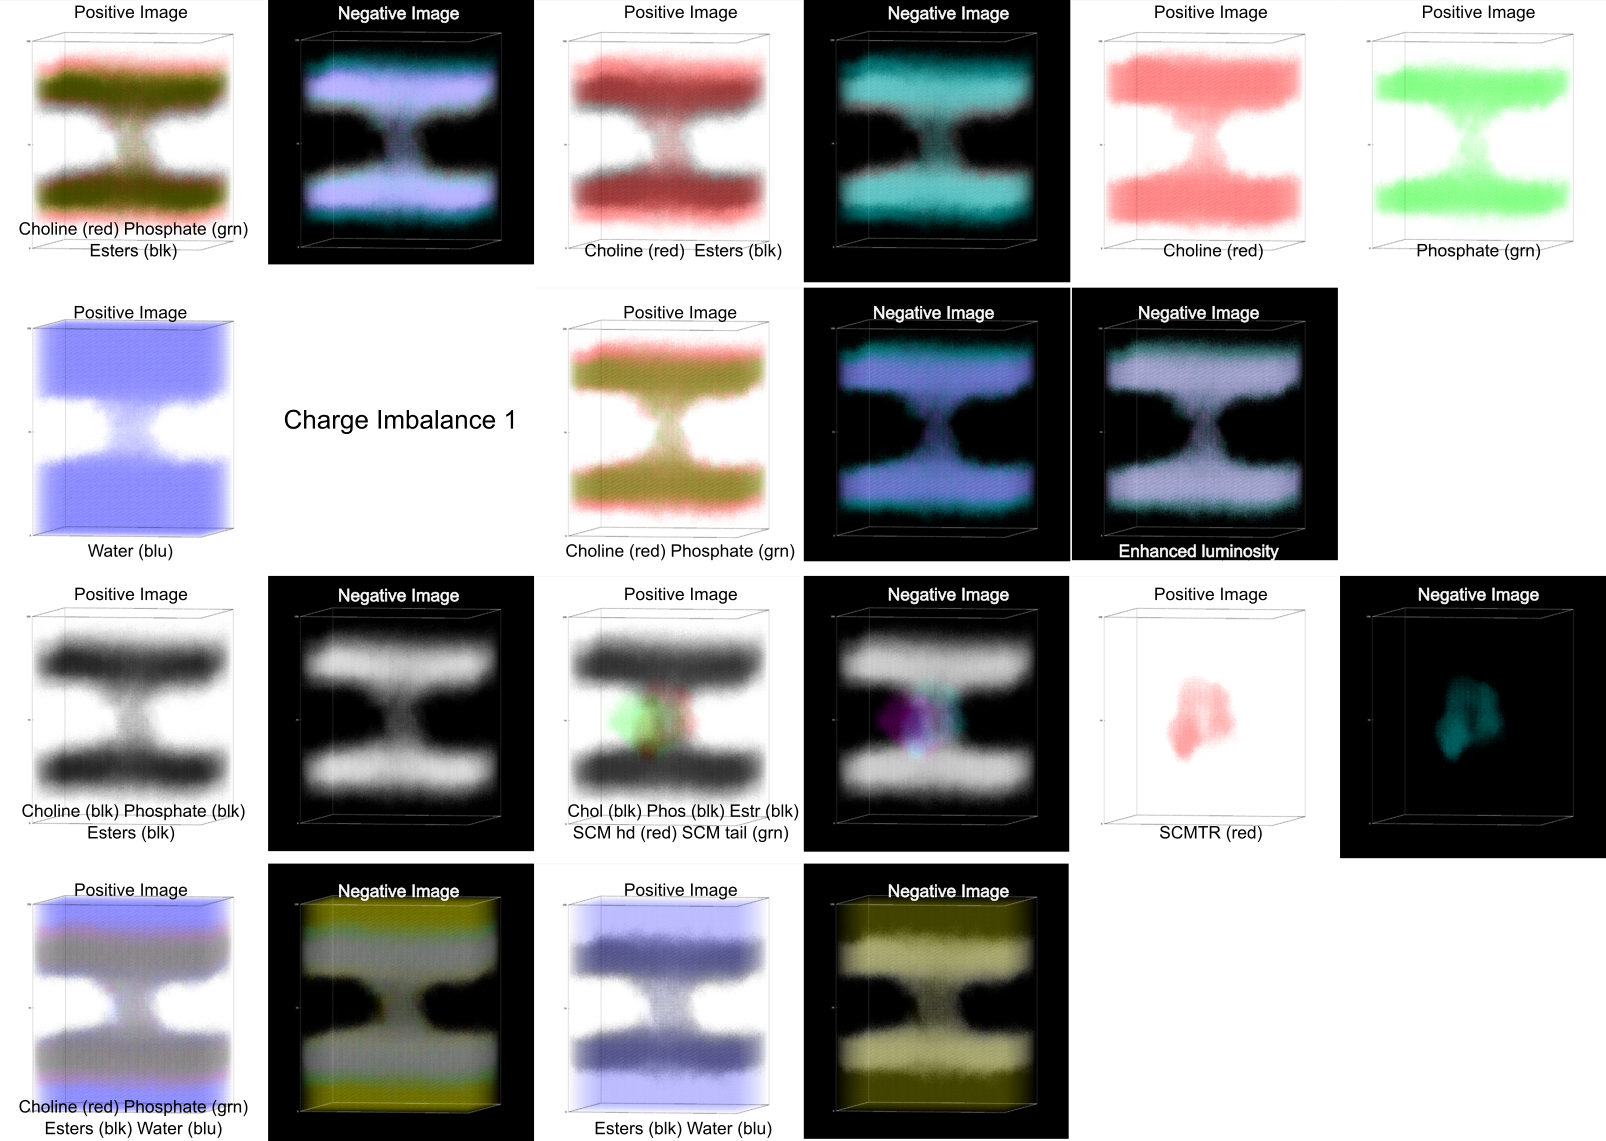 Positive Image
Negative Image
Positive Image
Negative Image
Positive Image
Positive Image
Choline (red) Phosphate (grn)
Esters (blk)
Choline (red) Esters (blk)
Choline (red)
Phosphate (grn)
Positive Image
Positive Image
Negative Image
Negative Image
Charge Imbalance 1
Water (blu)
Choline (red) Phosphate (grn)
Enhanced luminosity
Positive Image
Negative Image
Positive Image
Negative Image
Positive Image
Negative Image
Choline (blk) Phosphate (blk)
Esters (blk)
Chol (blk) Phos (blk) Estr (blk)
SCM hd (red) SCM tail (grn)
SCMTR (red)
Positive Image
Negative Image
Positive Image
Negative Image
Choline (red) Phosphate (grn)
Esters (blk) Water (blu)
Esters (blk) Water (blu)